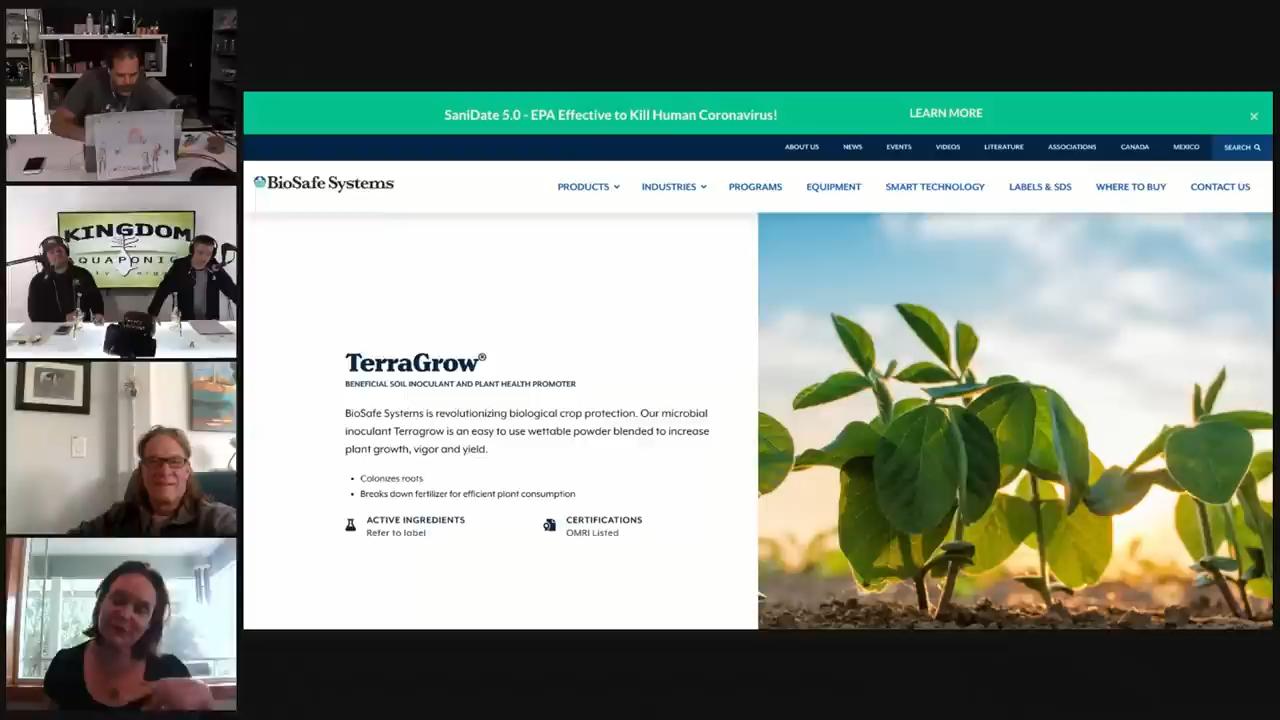 KINGDOM
QUAPONIC
SaniDate 5.0 - EPA Effective to Kill Human Coronavirus!
LEARN MORE
×
ABOUT US
NEWS
EVENTS
VIDEOS
LITERATURE
ASSOCIATIONS
CANADA
MEXICO
SEARCH
BioSafe Systems
PRODUCTS
INDUSTRIES
PROGRAMS
EQUIPMENT
SMART TECHNOLOGY
LABELS & SDS
WHERE TO BUY
CONTACT US
TerraGrow®
BENEFICIAL SOIL INOCULANT AND PLANT HEALTH PROMOTER
BioSafe Systems is revolutionizing biological crop protection. Our microbial
inoculant Terragrow is an easy to use wettable powder blended to increase
plant growth, vigor and yield.
• Colonizes roots
• Breaks down fertilizer for efficient plant consumption
ACTIVE INGREDIENTS
Refer to label
CERTIFICATIONS
OMRI Listed